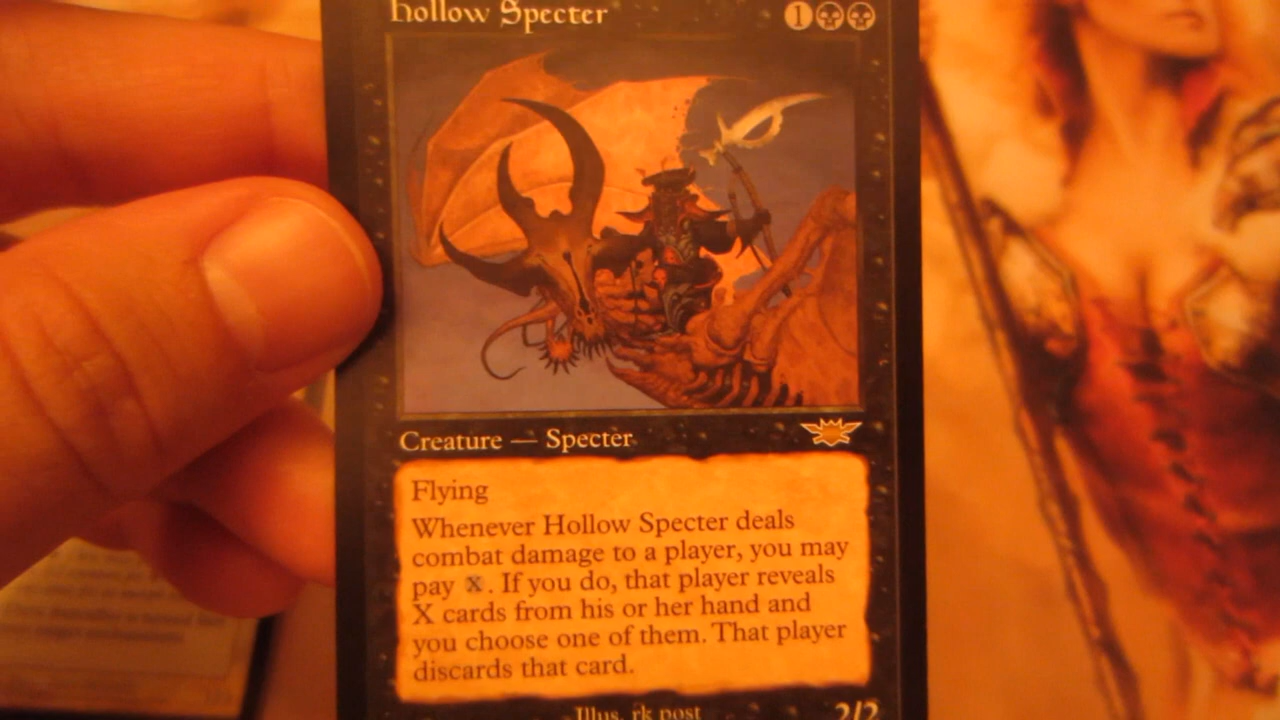 Hollow Specter
1
Creature — Specter
Flying
Whenever Hollow Specter deals
combat damage to a player, you may
pay X. If you do, that player reveals
X cards from his or her hand and
you choose one of them. That player
discards that card.
Illus. rk post
2/2